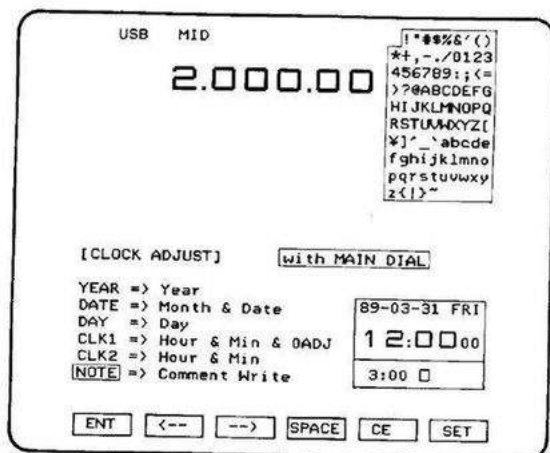 USB MID
2.000.00
!"#$%&'()
*+,-./0123
456789:;<=
>?@ABCDEFG
HIJKLMNOPQ
RSTUVWXYZ[
¥]^_`abcde
fghijklmno
pqrstuvwxy
z{|}~
[CLOCK ADJUST] with MAIN DIAL
YEAR => Year
DATE => Month & Date
DAY => Day
CLK1 => Hour & Min & 0ADJ
CLK2 => Hour & Min
NOTE => Comment Write
89-03-31 FRI
12:00 00
3:00
ENT <-- --> SPACE CE SET